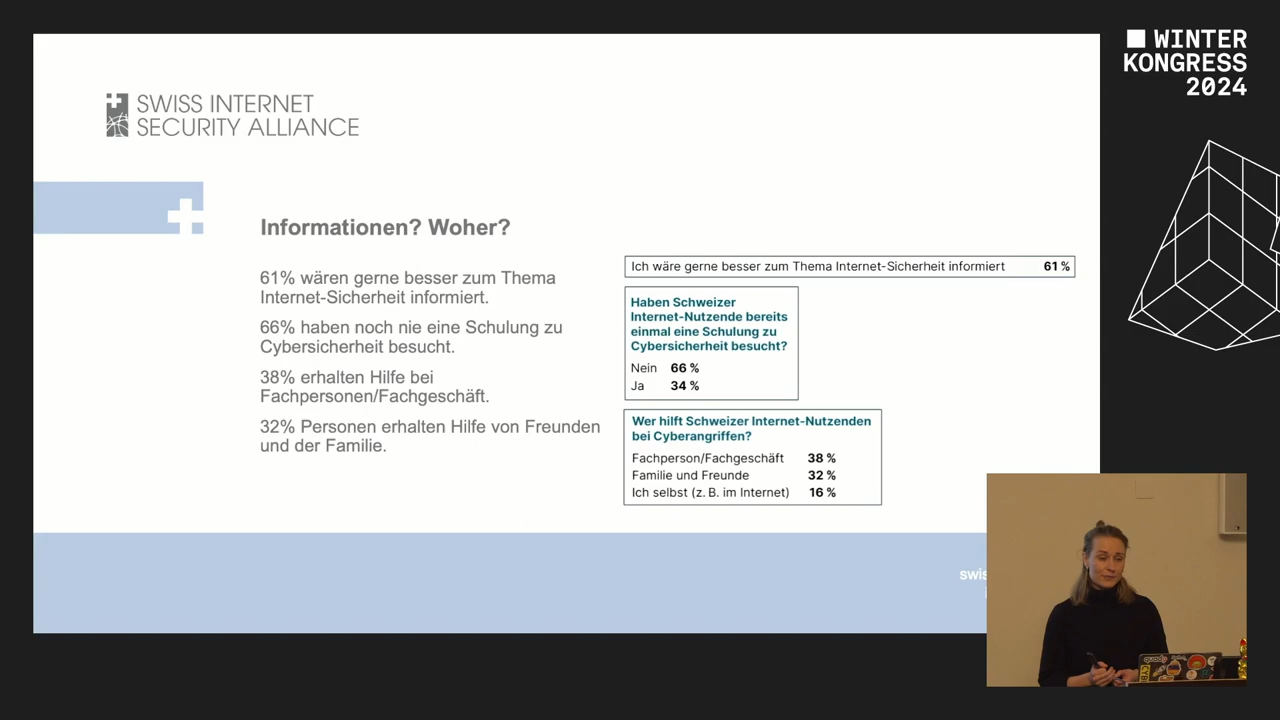 WINTER
KONGRESS
2024
SWISS INTERNET
SECURITY ALLIANCE
Informationen? Woher?
61% wären gerne besser zum Thema
Internet-Sicherheit informiert.
66% haben noch nie eine Schulung zu
Cybersicherheit besucht.
38% erhalten Hilfe bei
Fachpersonen/Fachgeschäft.
32% Personen erhalten Hilfe von Freunden
und der Familie.
Ich wäre gerne besser zum Thema Internet-Sicherheit informiert 61 %
Haben Schweizer
Internet-Nutzende bereits
einmal eine Schulung zu
Cybersicherheit besucht?
Nein 66 %
Ja 34 %
Wer hilft Schweizer Internet-Nutzenden
bei Cyberangriffen?
Fachperson/Fachgeschäft 38 %
Familie und Freunde 32 %
Ich selbst (z. B. im Internet) 16 %
swis